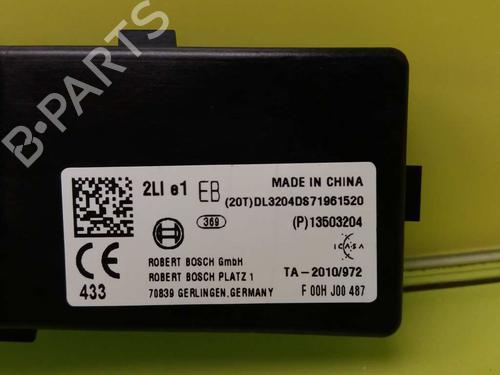 B-PARTS
2LI e1 EB
MADE IN CHINA
(20T)DL3204DS71961520
369
(P)13503204
ICASA
ROBERT BOSCH GmbH
TA-2010/972
ROBERT BOSCH PLATZ 1
CE
433
70839 GERLINGEN,GERMANY
F 00H J00 487